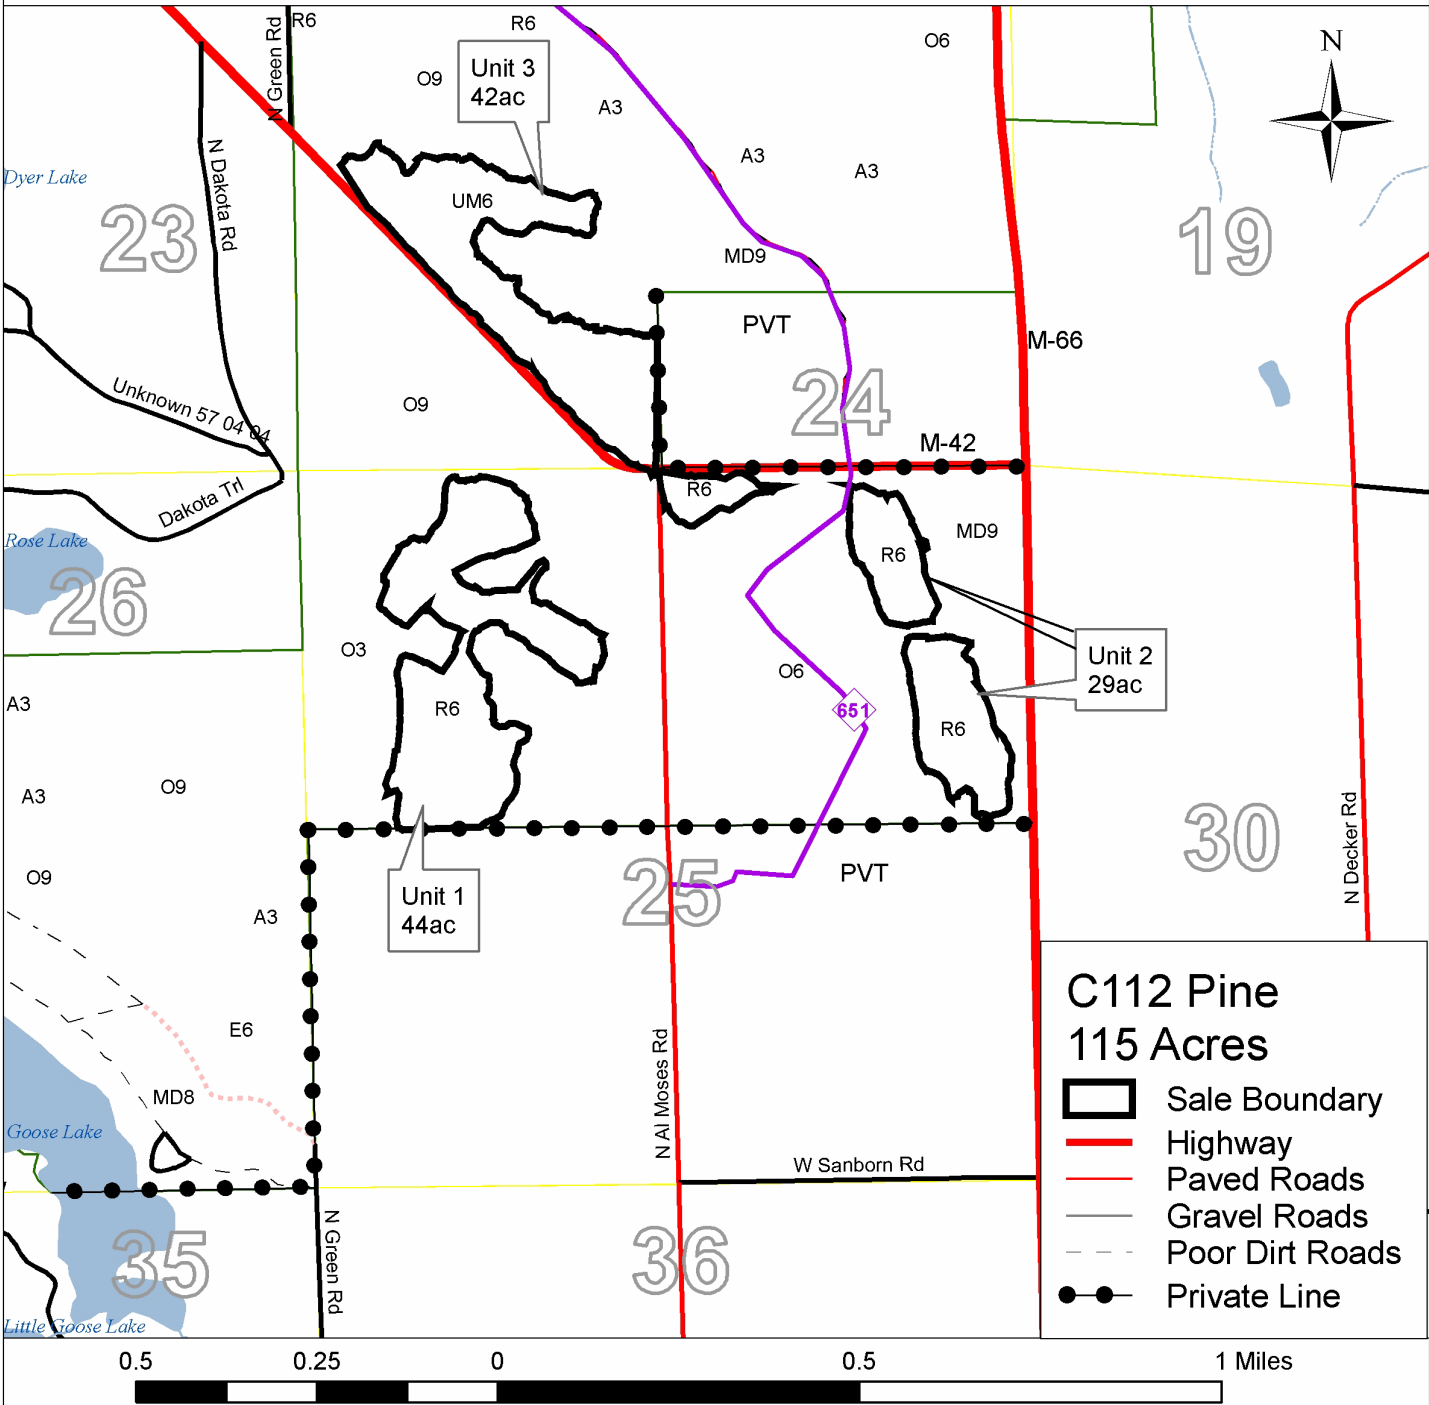 R6
R6
O6
N
N Green Rd
O9
Unit 3
42ac
A3
A3
A3
Dyer Lake
N Dakota Rd
UM6
23
19
MD9
PVT
M-66
Unknown 57 04 04
O9
24
M-42
Dakota Trl
R6
Rose Lake
MD9
R6
26
O3
O6
Unit 2
29ac
A3
R6
651
R6
A3
O9
30
N Decker Rd
O9
25
PVT
Unit 1
44ac
A3
C112 Pine
115 Acres
E6
N Al Moses Rd
MD8
Sale Boundary
Goose Lake
Highway
W Sanborn Rd
Paved Roads
Gravel Roads
35
N Green Rd
36
Poor Dirt Roads
Private Line
Little Goose Lake
0.5 0.25 0 0.5 1 Miles